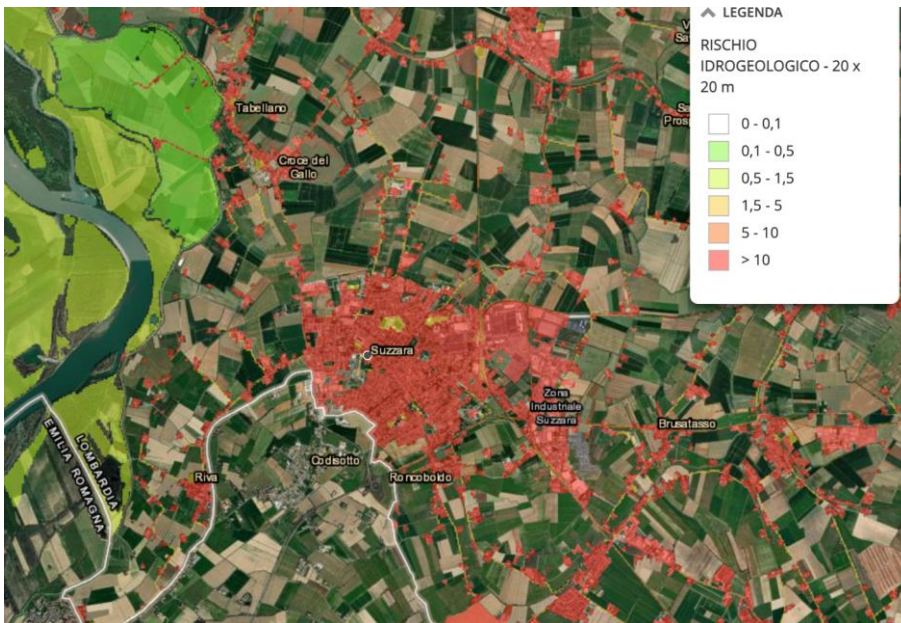 LEGENDA
RISCHIO
IDROGEOLOGICO - 20 x
20 m
0 - 0,1
0,1 - 0,5
0,5 - 1,5
1,5 - 5
5 - 10
> 10
Tabellano
Croce del
Gallo
Suzzara
Zona
Industriale
Suzzara
Brusatasso
Codisotto
Roncoboldo
Riva
LOMBARDIA
EMILIA ROMAGNA